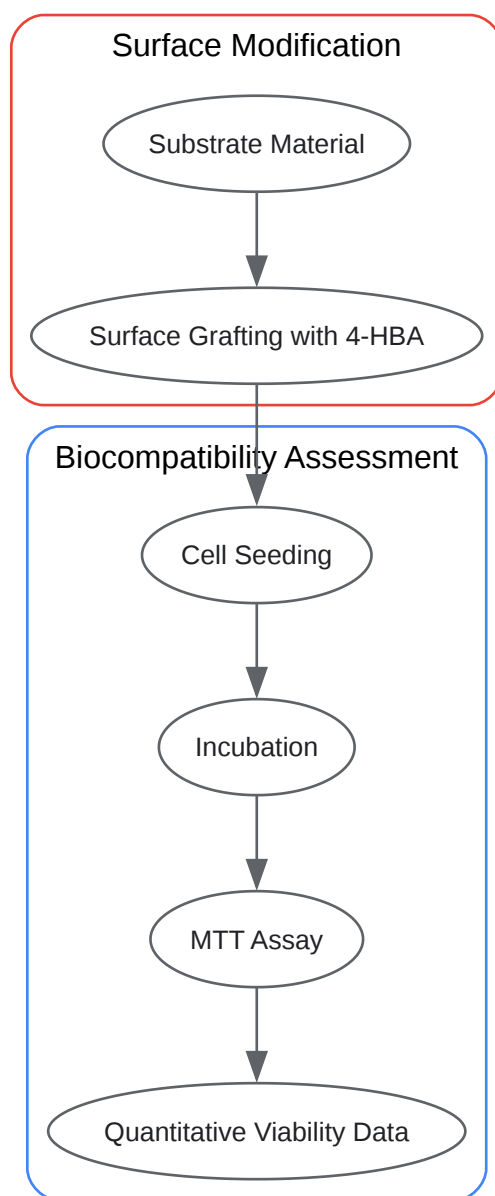 Surface Modification
Substrate Material
Surface Grafting with 4-HBA
Biocompatibility Assessment
Cell Seeding
Incubation
MTT Assay
Quantitative Viability Data